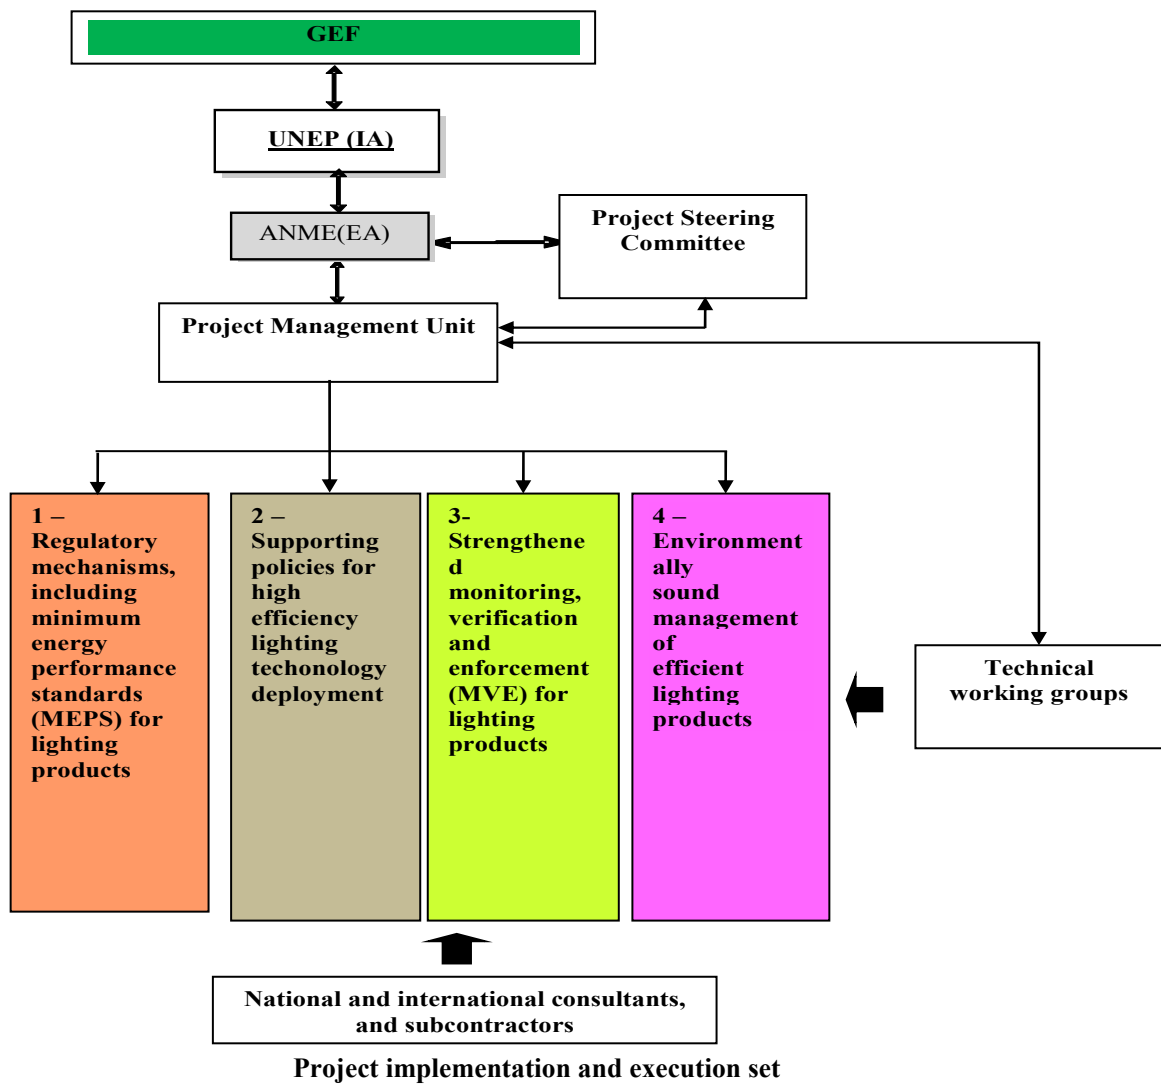 GEF
UNEP (IA)
ANME(EA)
Project Steering
Committee
Project Management Unit
1 –
Regulatory
mechanisms,
including
minimum
energy
performance
standards
(MEPS) for
lighting
products
2 –
Supporting
policies for
high
efficiency
lighting
techonology
deployment
3-
Strengthene
d
monitoring,
verification
and
enforcement
(MVE) for
lighting
products
4 –
Environment
ally
sound
management
of
efficient
lighting
products
Technical
working groups
National and international consultants,
and subcontractors
Project implementation and execution set